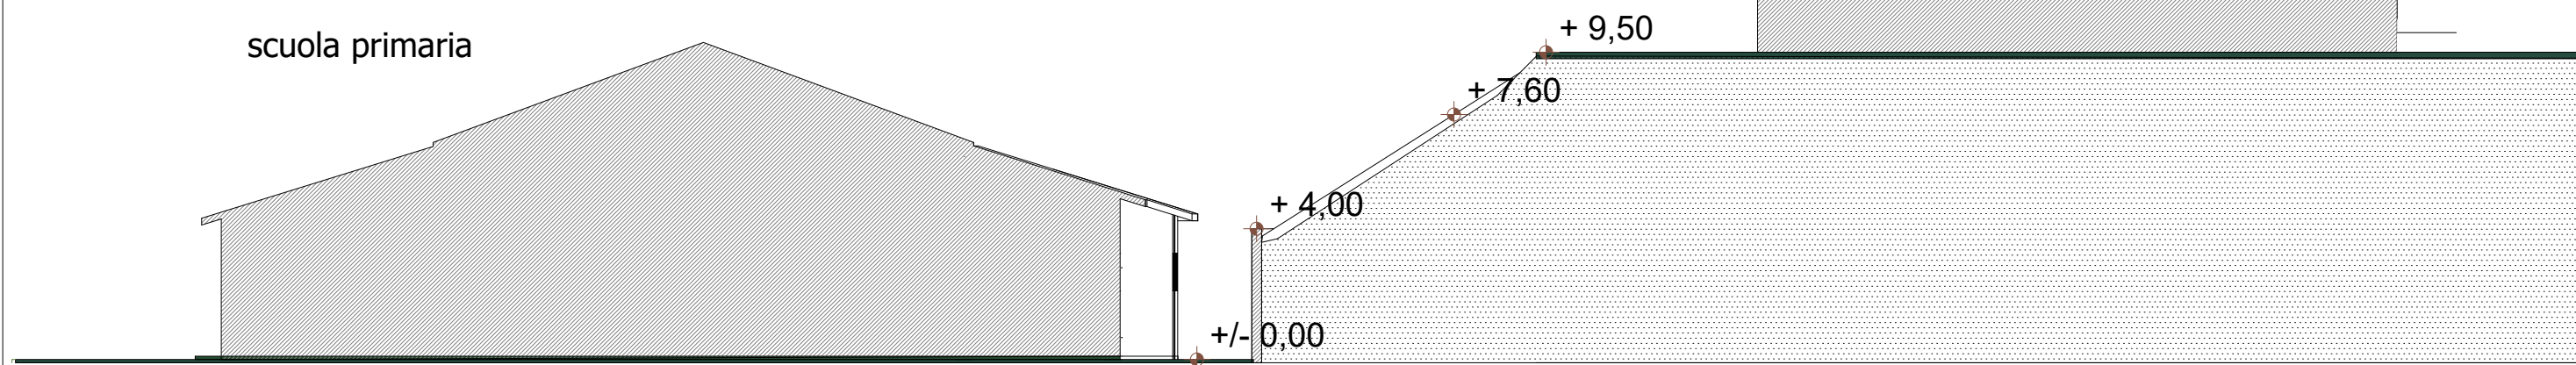 scuola primaria
+ 9,50
+ 7,60
+ 4,00
+/- 0,00